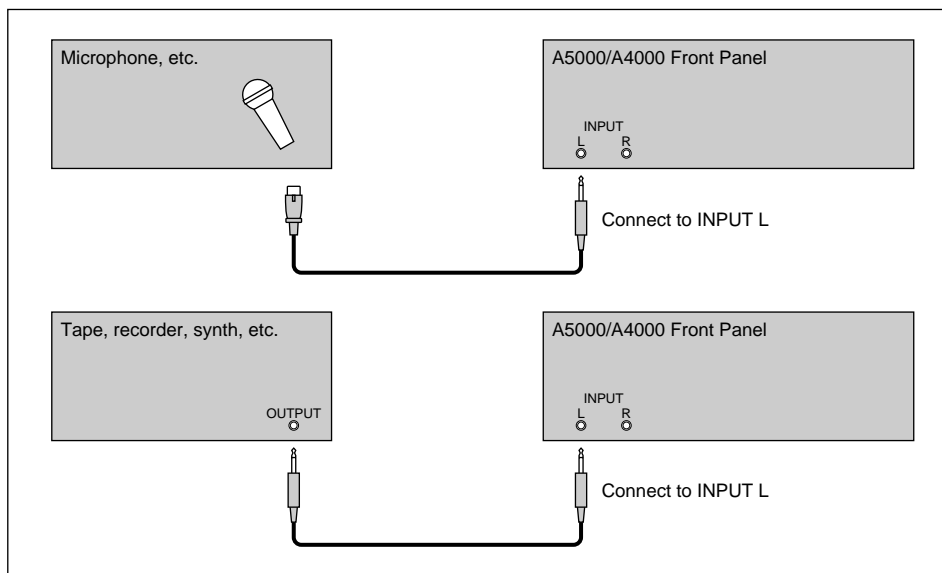 Microphone, etc.
A5000/A4000 Front Panel
INPUT
L R
Connect to INPUT L
Tape, recorder, synth, etc.
OUTPUT
A5000/A4000 Front Panel
INPUT
L R
Connect to INPUT L